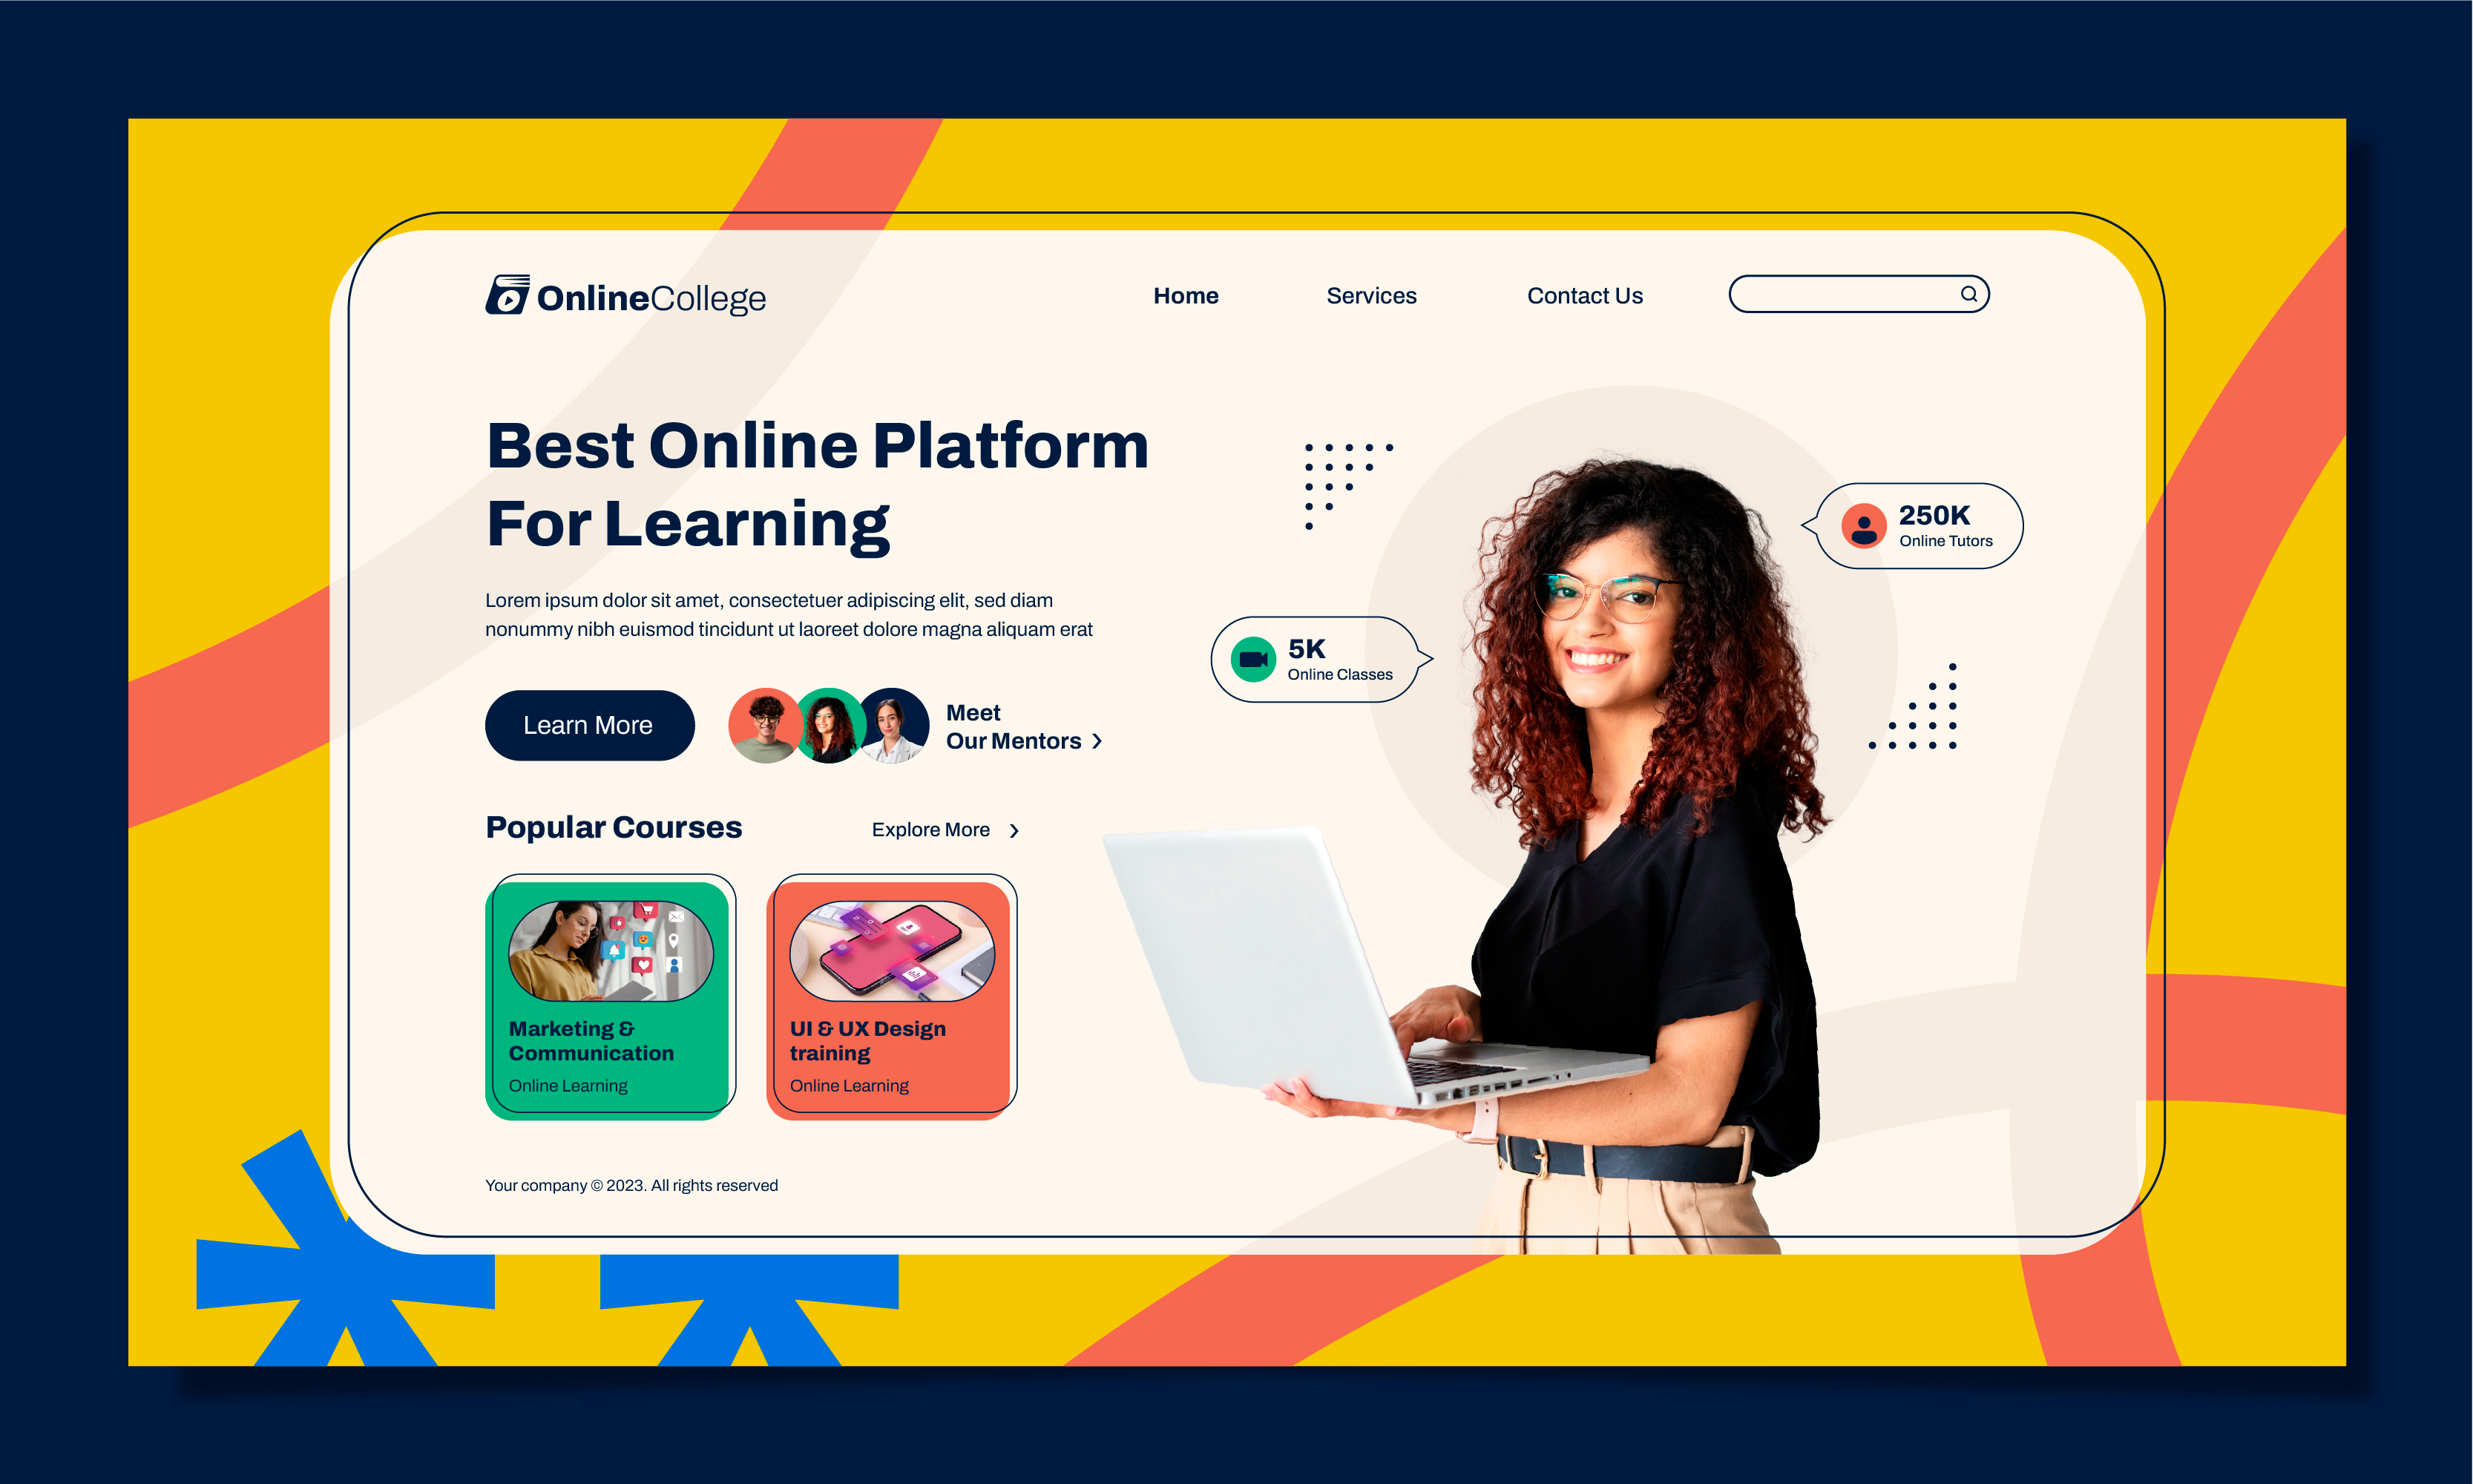 OnlineCollege
Home
Services
Contact Us
Best Online Platform
For Learning
Lorem ipsum dolor sit amet, consectetuer adipiscing elit, sed diam
nonummy nibh euismod tincidunt ut laoreet dolore magna aliquam erat
Learn More
Meet
Our Mentors
250K
Online Tutors
5K
Online Classes
Popular Courses
Explore More
Marketing &
Communication
Online Learning
UI & UX Design
training
Online Learning
Your company © 2023. All rights reserved